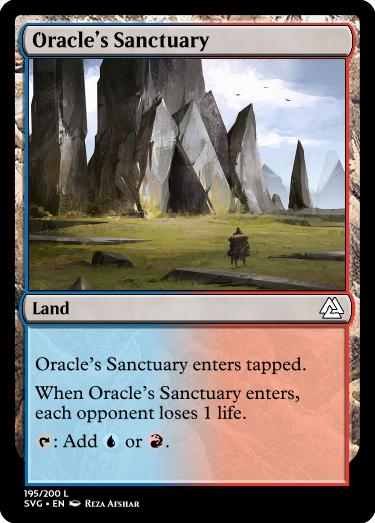 Oracle's Sanctuary
Land
Oracle's Sanctuary enters tapped.
When Oracle's Sanctuary enters,
each opponent loses 1 life.
: Add or .
195/200 L
SVG • EN Reza Afshar